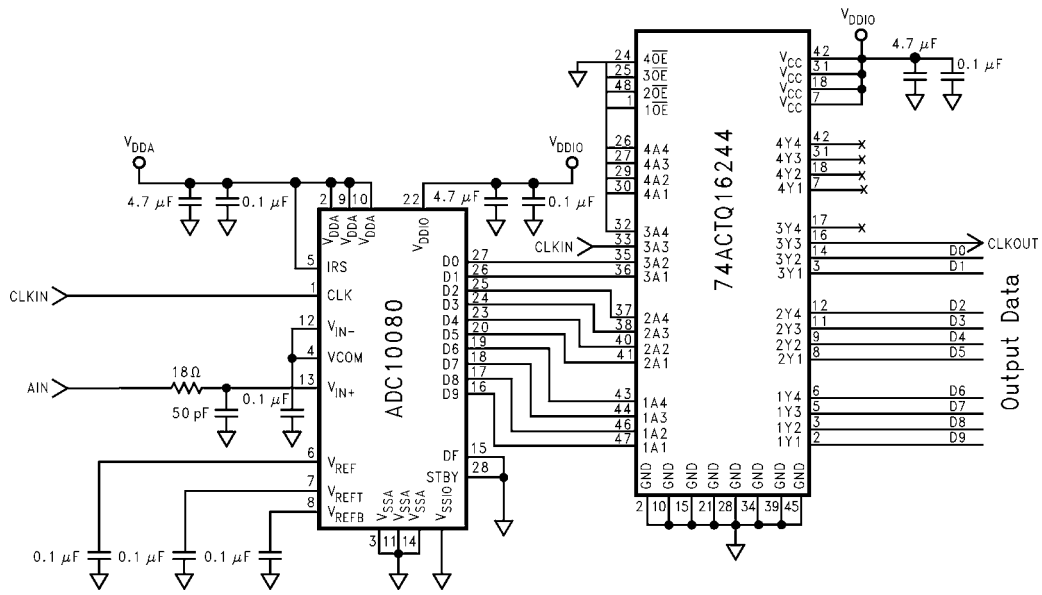 VDDIO
24 4OE VCC 42 4.7 μF
25 3OE VCC 31 0.1 μF
48 2OE VCC 18
1 1OE VCC 7
74ACTQ16244
26 4A4 4Y4 42
27 4A3 4Y3 31
29 4A2 4Y2 18
30 4A1 4Y1 7
32 3A4 3Y4 17
CLKIN 33 3A3 3Y3 16 CLKOUT
35 3A2 3Y2 14 D0
36 3A1 3Y1 3 D1
37 2A4 2Y4 12 D2
38 2A3 2Y3 11 D3
40 2A2 2Y2 9 D4
41 2A1 2Y1 8 D5
43 1A4 1Y4 6 D6
44 1A3 1Y3 5 D7
46 1A2 1Y2 3 D8
47 1A1 1Y1 2 D9
Output Data
GND GND GND GND GND GND GND GND
2 10 15 21 28 34 39 45
VDDA VDDIO
4.7 μF 0.1 μF 2 9 10 22 4.7 μF 0.1 μF
VDDA VDDA VDDA VDDIO
ADC10080
5 IRS
CLKIN 1 CLK
12 VIN-
4 VCOM
AIN 18Ω 13 VIN+
50 pF 0.1 μF
6 VREF
7 VREFT
8 VREFB
0.1 μF 0.1 μF 0.1 μF
D0 27
D1 26
D2 25
D3 24
D4 23
D5 20
D6 19
D7 18
D8 17
D9 16
DF 15
STBY 28
VSSA VSSA VSSA VSSIO
3 11 14